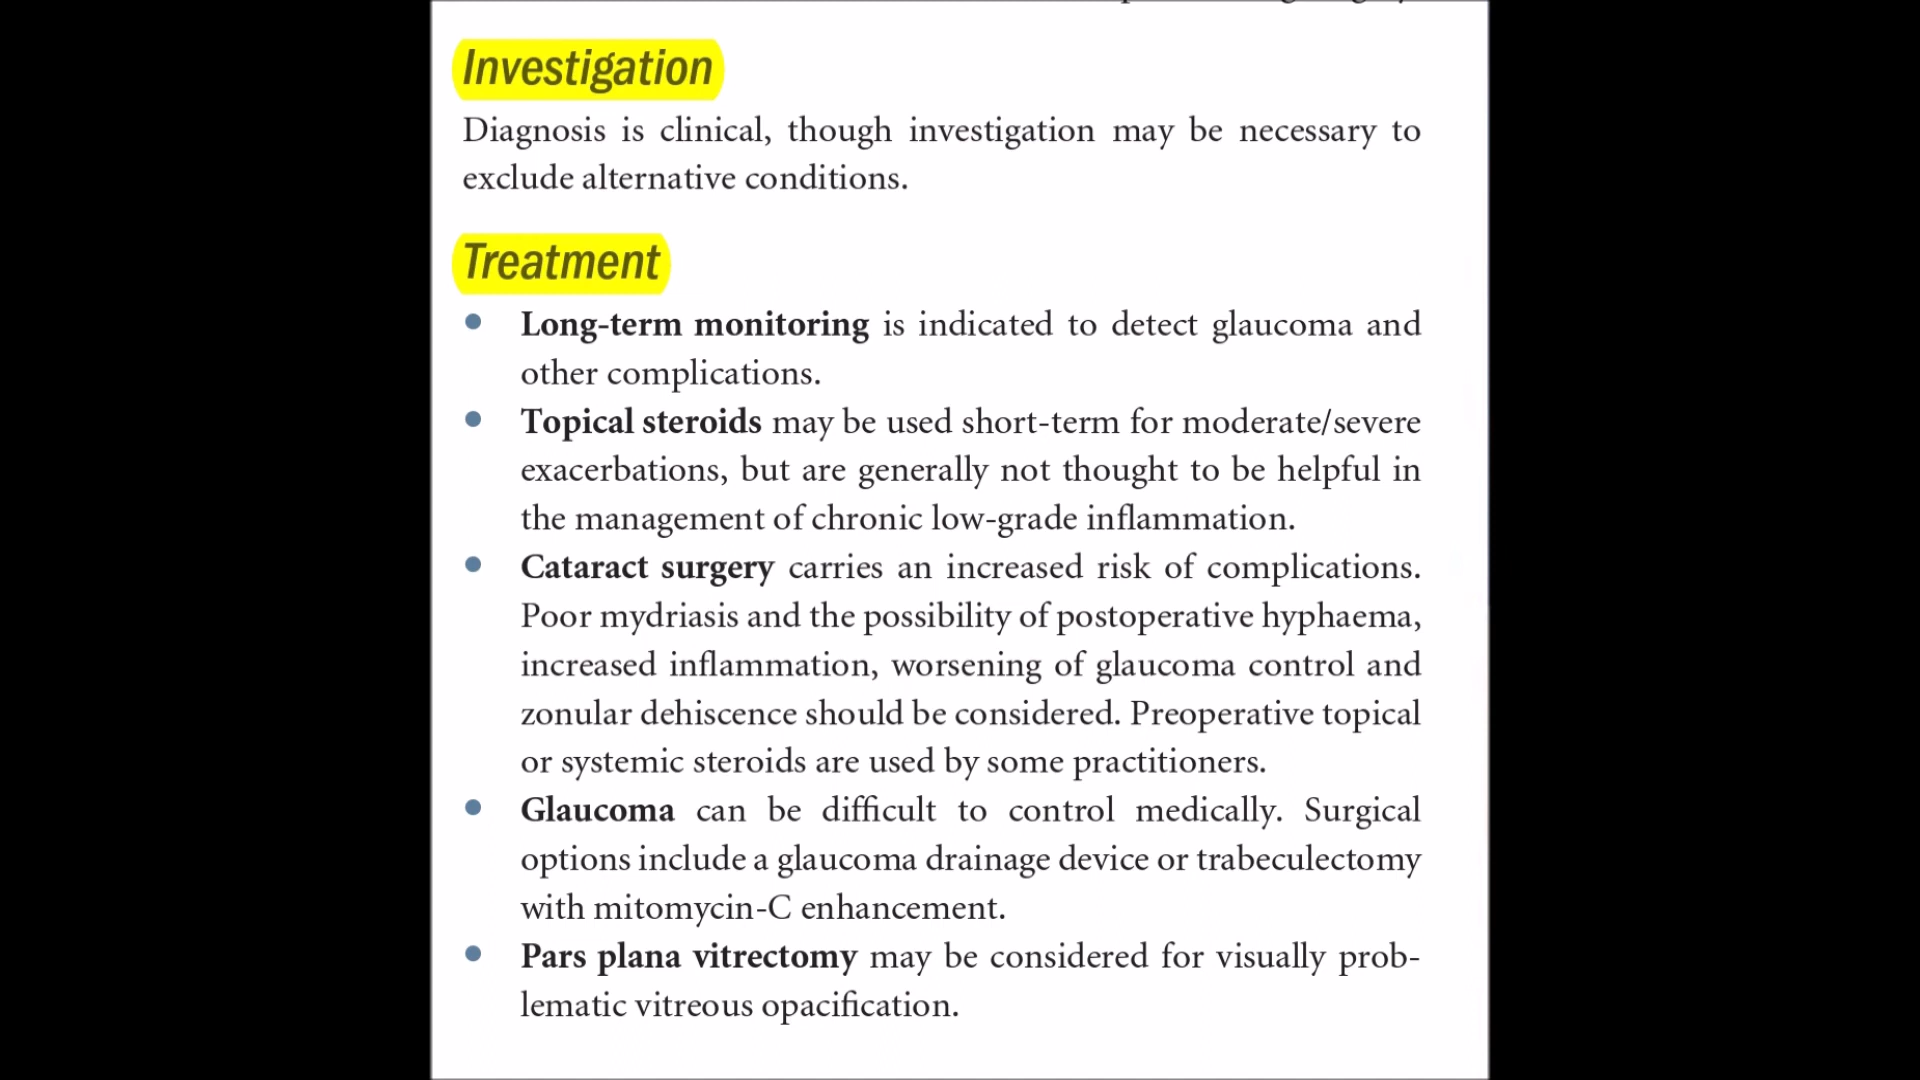 Investigation
Diagnosis is clinical, though investigation may be necessary to
exclude alternative conditions.
Treatment
• Long-term monitoring is indicated to detect glaucoma and
other complications.
• Topical steroids may be used short-term for moderate/severe
exacerbations, but are generally not thought to be helpful in
the management of chronic low-grade inflammation.
• Cataract surgery carries an increased risk of complications.
Poor mydriasis and the possibility of postoperative hyphaema,
increased inflammation, worsening of glaucoma control and
zonular dehiscence should be considered. Preoperative topical
or systemic steroids are used by some practitioners.
• Glaucoma can be difficult to control medically. Surgical
options include a glaucoma drainage device or trabeculectomy
with mitomycin-C enhancement.
• Pars plana vitrectomy may be considered for visually prob-
lematic vitreous opacification.